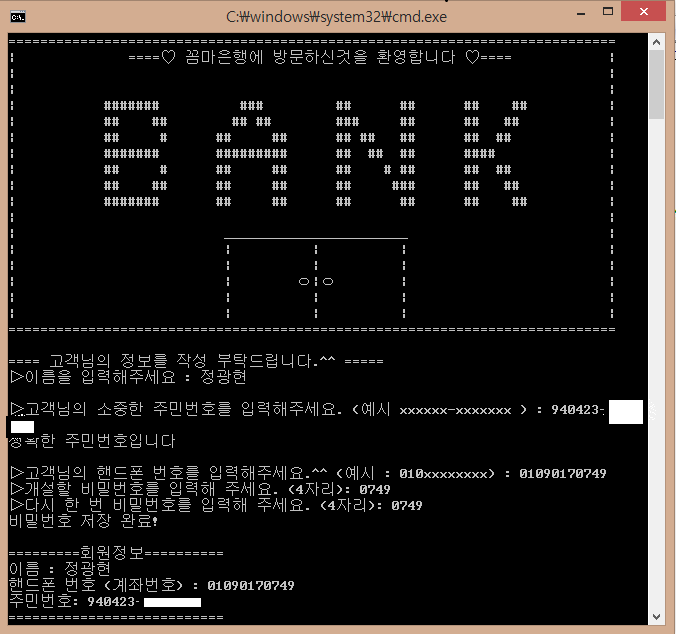 C:\windows\system32\cmd.exe
====♡ 꼼마은행에 방문하신것을 환영합니다 ♡====
BANK
==== 고객님의 정보를 작성 부탁드립니다.^^ =====
▷이름을 입력해주세요 : 정광현
▷고객님의 소중한 주민번호를 입력해주세요. (예시 xxxxxx-xxxxxxx ) : 940423-
정확한 주민번호입니다
▷고객님의 핸드폰 번호를 입력해주세요.^^ (예시 : 010xxxxxxxx) : 01090170749
▷개설할 비밀번호를 입력해 주세요. (4자리): 0749
▷다시 한 번 비밀번호를 입력해 주세요. (4자리): 0749
비밀번호 저장 완료!
=========회원정보==========
이름 : 정광현
핸드폰 번호 (계좌번호) : 01090170749
주민번호: 940423-
===========================